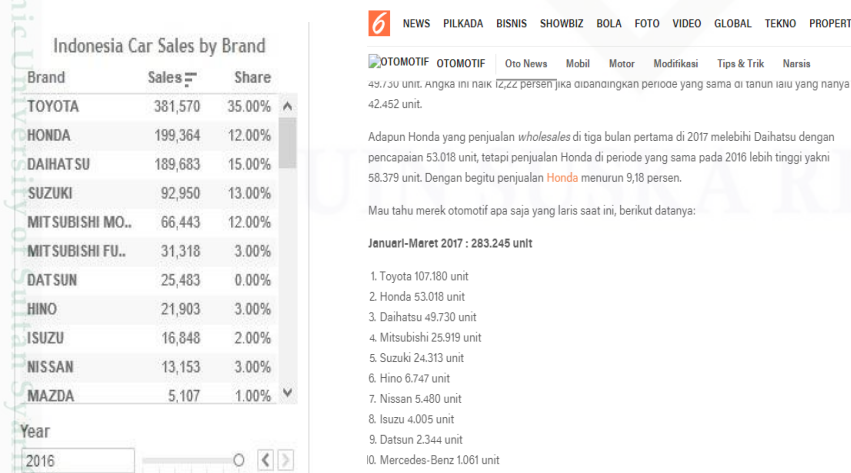 Indonesia Car Sales by Brand
Brand Sales Share
TOYOTA 381,570 35.00%
HONDA 199,364 12.00%
DAIHATSU 189,683 15.00%
SUZUKI 92,950 13.00%
MITSUBISHI MO.. 66,443 12.00%
MITSUBISHI FU.. 31,318 3.00%
DATSUN 25,483 0.00%
HINO 21,903 3.00%
ISUZU 16,848 2.00%
NISSAN 13,153 3.00%
MAZDA 5,107 1.00%
Year
2016
6 NEWS PILKADA BISNIS SHOWBIZ BOLA FOTO VIDEO GLOBAL TEKNO PROPERT
OTOMOTIF OTOMOTIF Oto News Mobil Motor Modifikasi Tips & Trik Narsis
49.730 unit. Angka ini naik 12,22 persen jika dibandingkan periode yang sama di tahun lalu yang hanya
42.452 unit.
Adapun Honda yang penjualan wholesales di tiga bulan pertama di 2017 melebihi Daihatsu dengan
pencapaian 53.018 unit, tetapi penjualan Honda di periode yang sama pada 2016 lebih tinggi yakni
58.379 unit. Dengan begitu penjualan Honda menurun 9,18 persen.
Mau tahu merek otomotif apa saja yang laris saat ini, berikut datanya:
Januari-Maret 2017 : 283.245 unit
1. Toyota 107.180 unit
2. Honda 53.018 unit
3. Daihatsu 49.730 unit
4. Mitsubishi 25.919 unit
5. Suzuki 24.313 unit
6. Hino 6.747 unit
7. Nissan 5.480 unit
8. Isuzu 4.005 unit
9. Datsun 2.344 unit
10. Mercedes-Benz 1.061 unit
nic University of Sultan Sya
UIN SUSKA RI